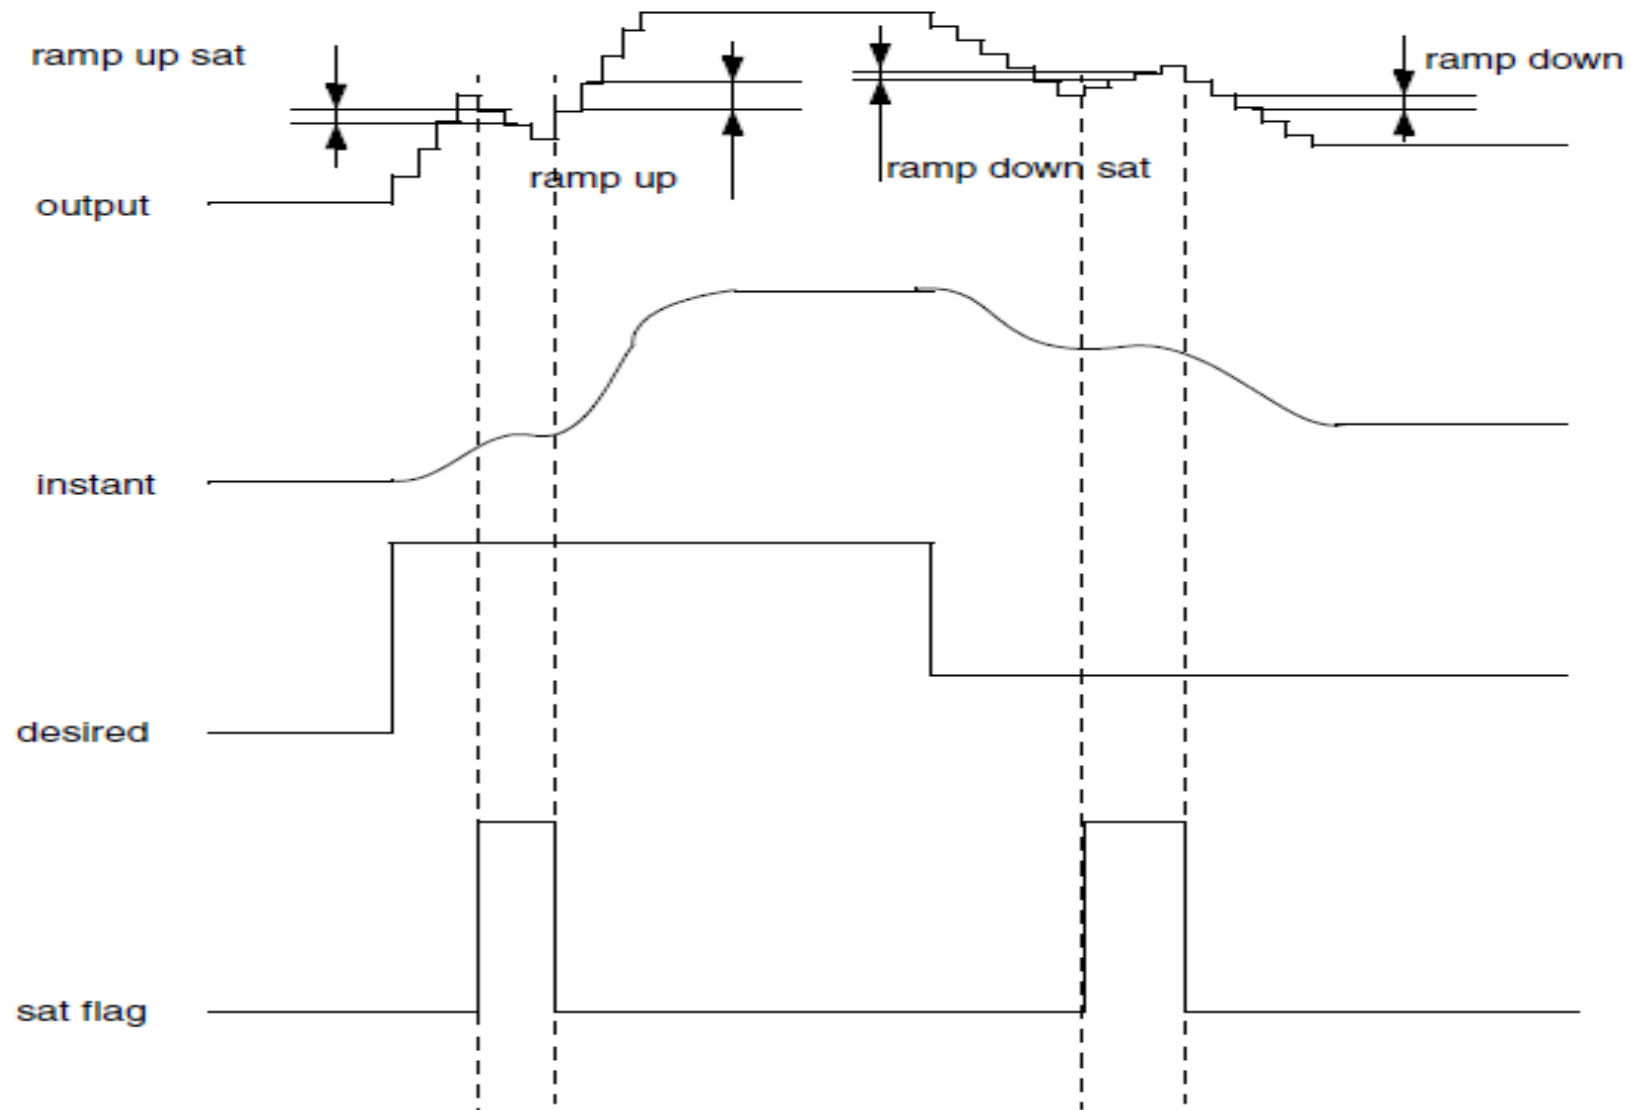 ramp up sat
ramp down
ramp up
ramp down sat
output
instant
desired
sat flag